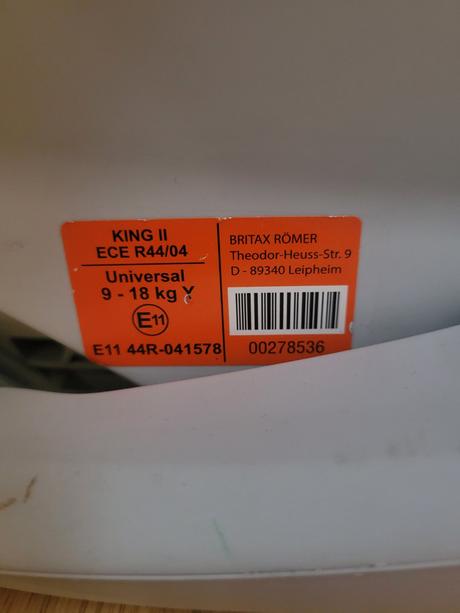 KING II
ECE R44/04
Universal
9 - 18 kg Y
E11
E11 44R-041578
BRITAX RÖMER
Theodor-Heuss-Str. 9
D - 89340 Leipheim
00278536